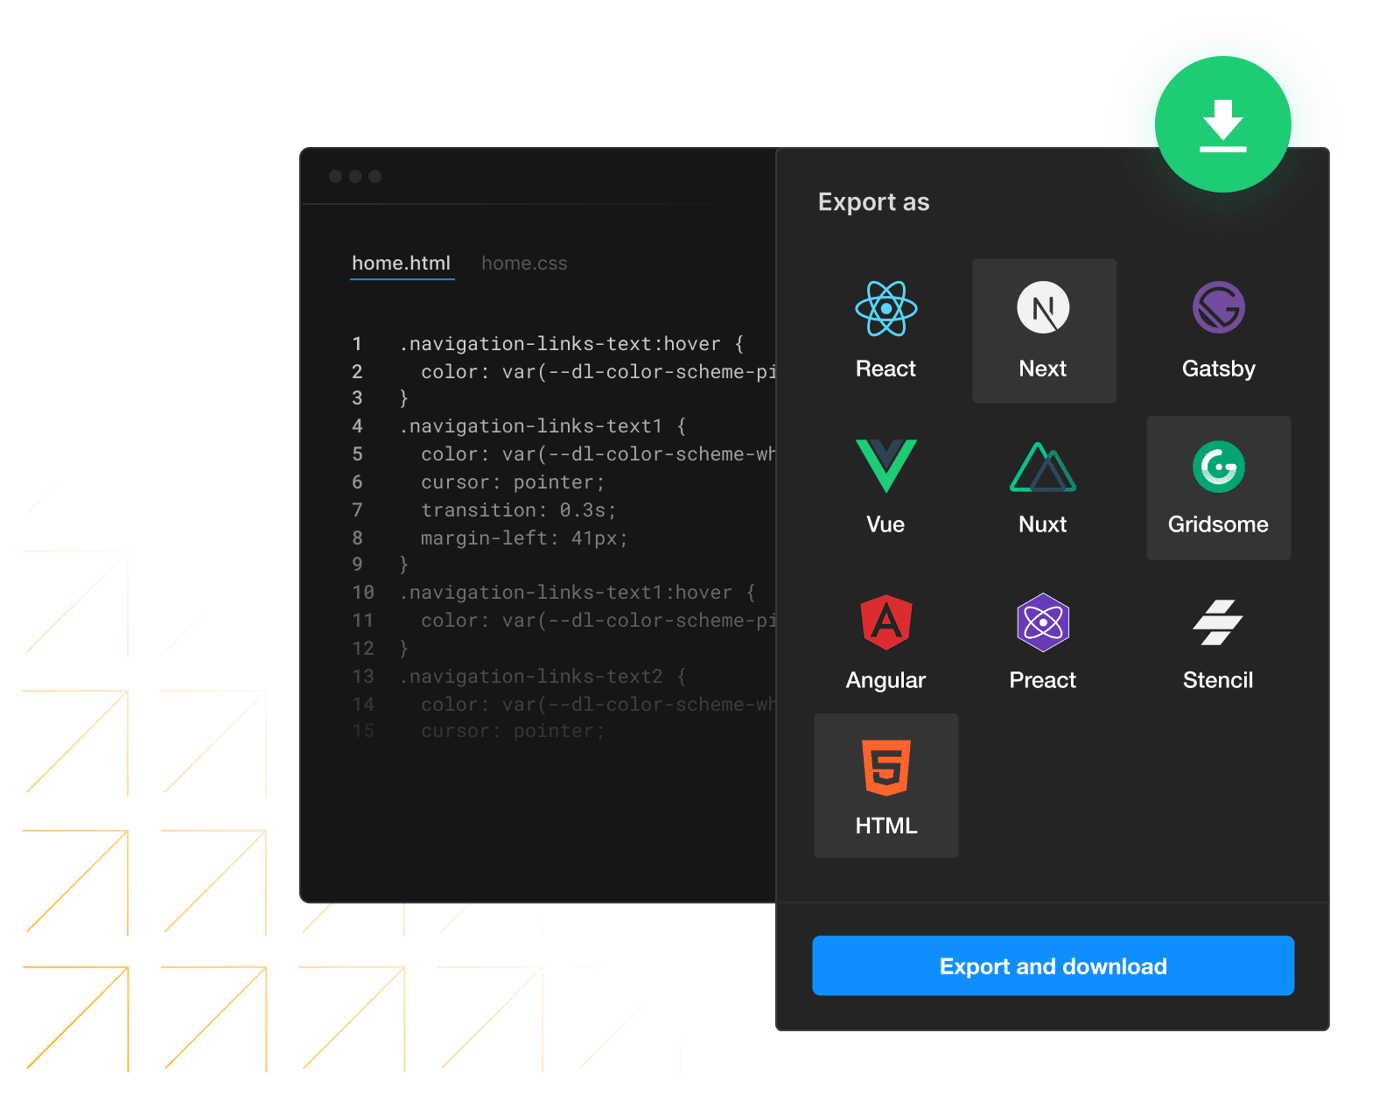 home.html home.css
1 .navigation-links-text:hover {
2 color: var(--dl-color-scheme-pi
3 }
4 .navigation-links-text1 {
5 color: var(--dl-color-scheme-wh
6 cursor: pointer;
7 transition: 0.3s;
8 margin-left: 41px;
9 }
10 .navigation-links-text1:hover {
11 color: var(--dl-color-scheme-pi
12 }
13 .navigation-links-text2 {
14 color: var(--dl-color-scheme-wh
15 cursor: pointer;
Export as
React Next Gatsby
Vue Nuxt Gridsome
Angular Preact Stencil
HTML
Export and download